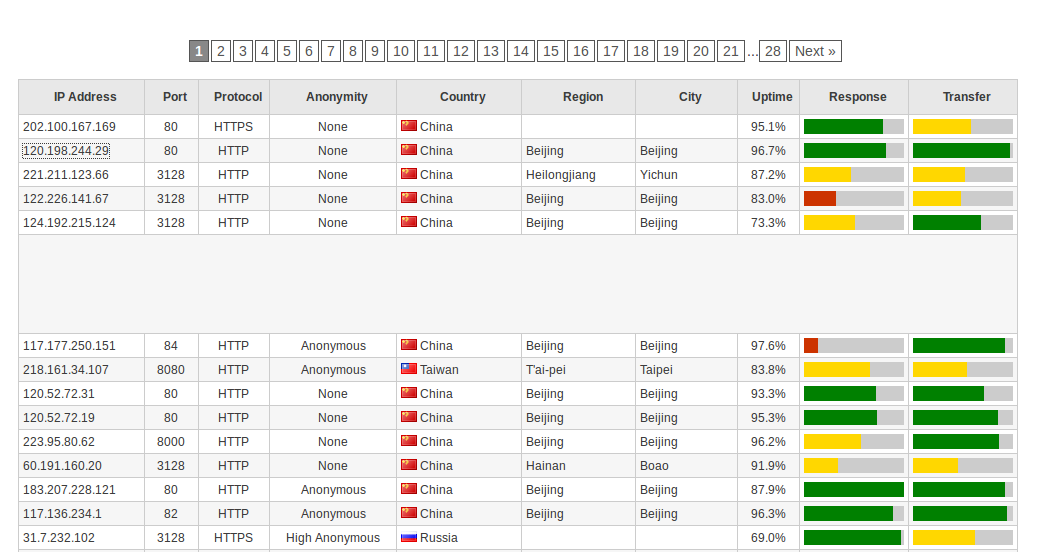 1 2 3 4 5 6 7 8 9 10 11 12 13 14 15 16 17 18 19 20 21 ... 28 Next »
IP Address Port Protocol Anonymity Country Region City Uptime Response Transfer
202.100.167.169 80 HTTPS None China 95.1%
120.198.244.29 80 HTTP None China Beijing Beijing 96.7%
221.211.123.66 3128 HTTP None China Heilongjiang Yichun 87.2%
122.226.141.67 3128 HTTP None China Beijing Beijing 83.0%
124.192.215.124 3128 HTTP None China Beijing Beijing 73.3%
117.177.250.151 84 HTTP Anonymous China Beijing Beijing 97.6%
218.161.34.107 8080 HTTP Anonymous Taiwan T'ai-pei Taipei 83.8%
120.52.72.31 80 HTTP None China Beijing Beijing 93.3%
120.52.72.19 80 HTTP None China Beijing Beijing 95.3%
223.95.80.62 8000 HTTP None China Beijing Beijing 96.2%
60.191.160.20 3128 HTTP None China Hainan Boao 91.9%
183.207.228.121 80 HTTP Anonymous China Beijing Beijing 87.9%
117.136.234.1 82 HTTP Anonymous China Beijing Beijing 96.3%
31.7.232.102 3128 HTTPS High Anonymous Russia 69.0%